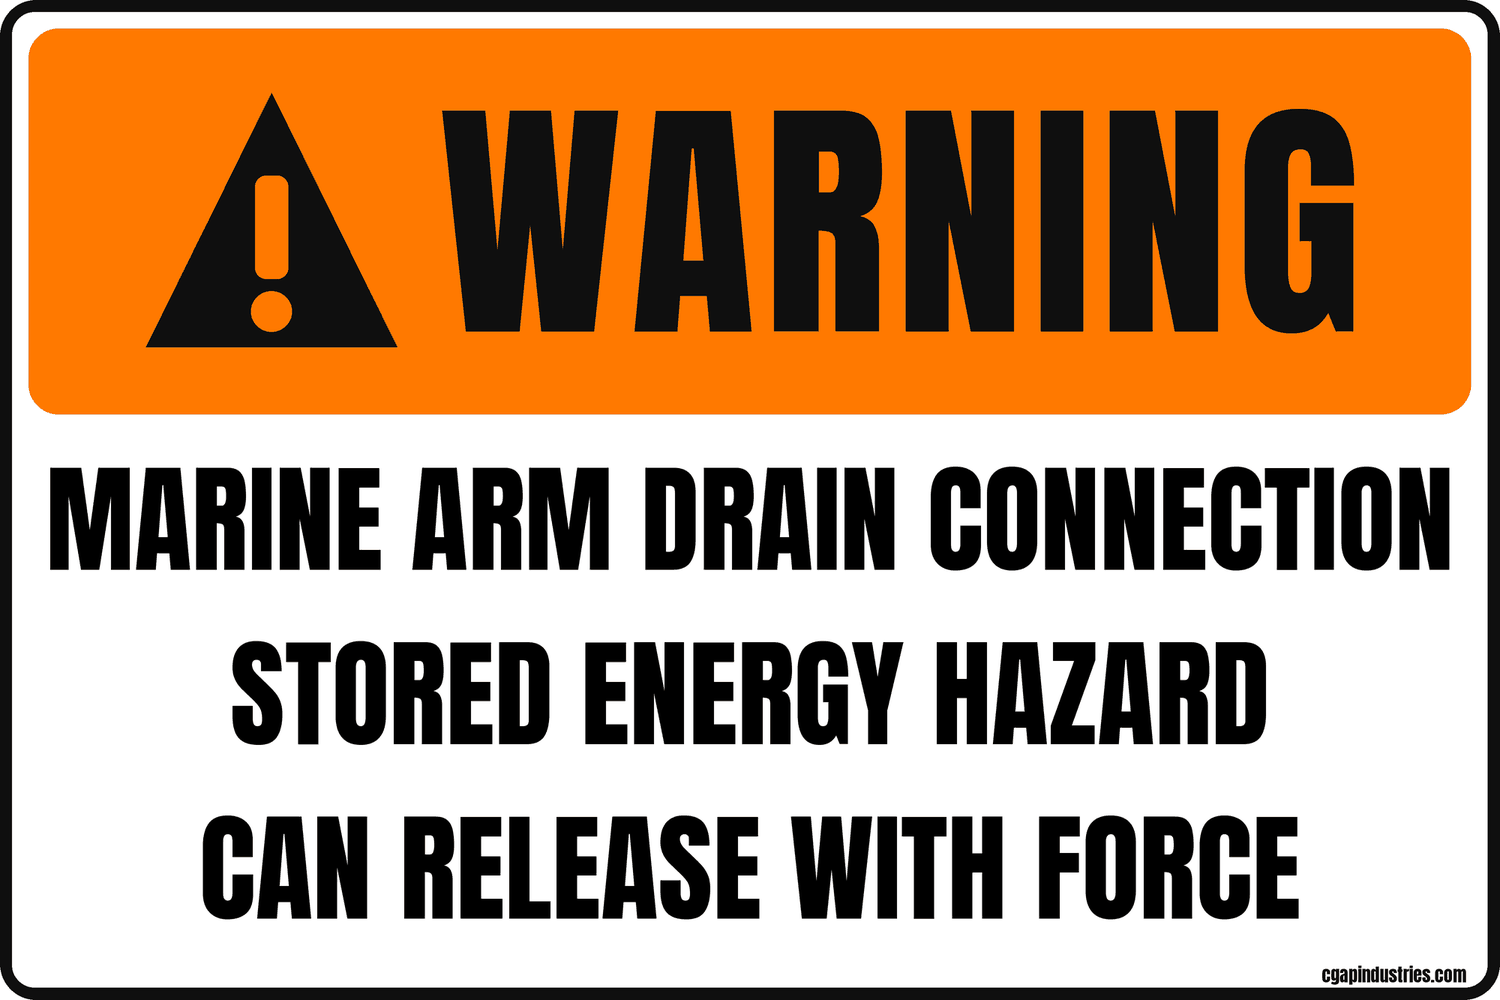 WARNING
MARINE ARM DRAIN CONNECTION
STORED ENERGY HAZARD
CAN RELEASE WITH FORCE
cgapindustries.com